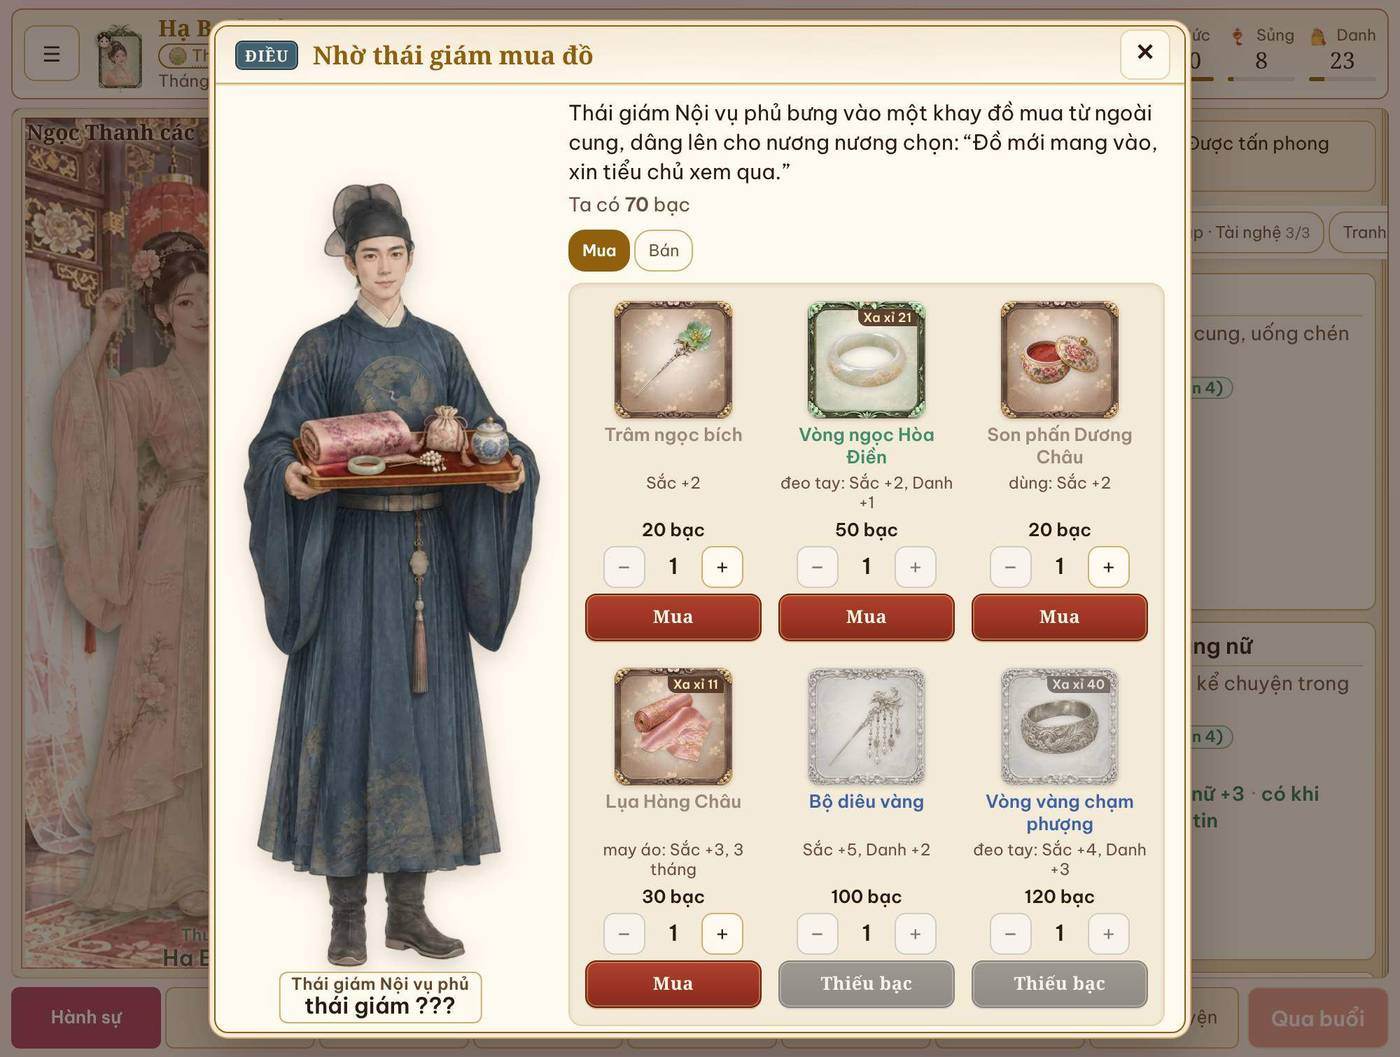 ĐIỀU
Nhờ thái giám mua đồ
✕
Thái giám Nội vụ phủ bưng vào một khay đồ mua từ ngoài
cung, dâng lên cho nương nương chọn: “Đồ mới mang vào,
xin tiểu chủ xem qua.”
Ta có 70 bạc
Mua
Bán
Trâm ngọc bích
Sắc +2
20 bạc
− 1 +
Mua
Xa xỉ 21
Vòng ngọc Hòa
Điền
đeo tay: Sắc +2, Danh
+1
50 bạc
− 1 +
Mua
Son phấn Dương
Châu
dùng: Sắc +2
20 bạc
− 1 +
Mua
Xa xỉ 11
Lụa Hàng Châu
may áo: Sắc +3, 3
tháng
30 bạc
− 1 +
Mua
Bộ diêu vàng
Sắc +5, Danh +2
100 bạc
− 1 +
Thiếu bạc
Xa xỉ 40
Vòng vàng chạm
phượng
đeo tay: Sắc +4, Danh
+3
120 bạc
− 1 +
Thiếu bạc
Thái giám Nội vụ phủ
thái giám ???
Tháng
Ngọc Thanh các
Sủng
8
Danh
23
Được tấn phong
Tài nghệ 3/3
Tranh
cung, uống chén
n 4)
ng nữ
kể chuyện trong
n 4)
nữ +3 · có khi
tin
Hành sự
Qua buổi